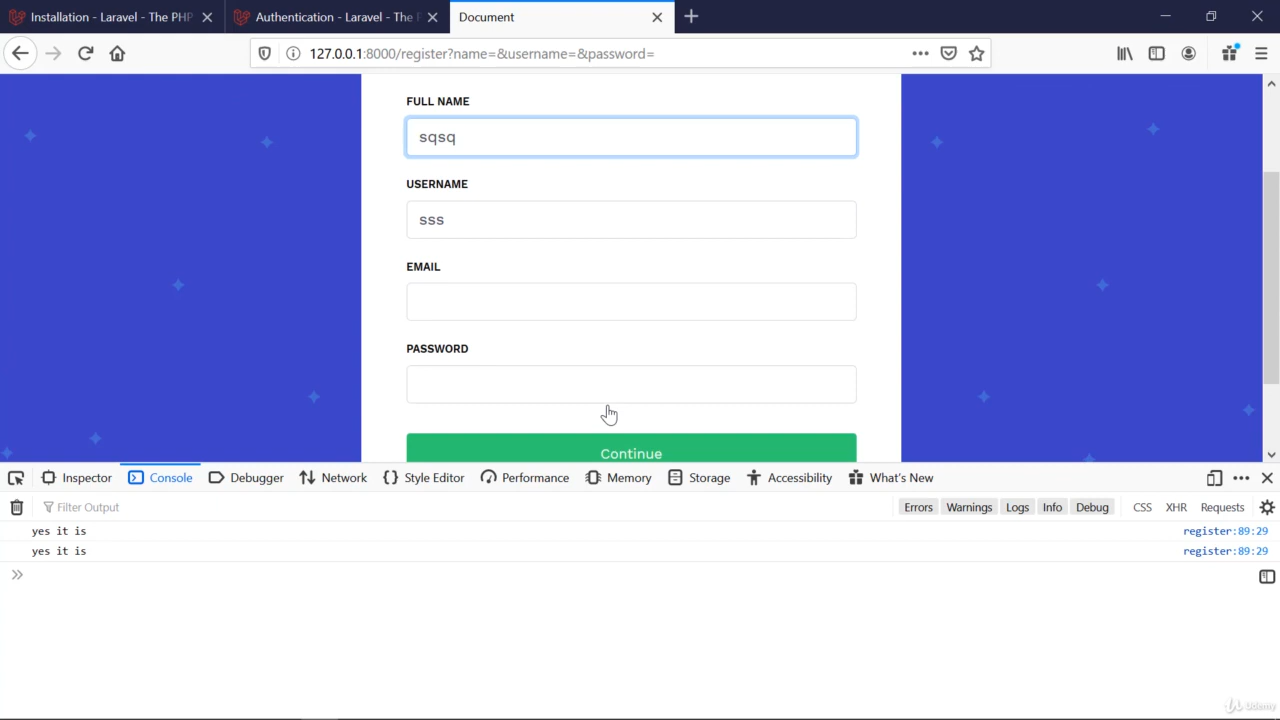 Installation - Laravel - The PHP
Authentication - Laravel - The P
Document
127.0.0.1:8000/register?name=&username=&password=
FULL NAME
sqsq
USERNAME
sss
EMAIL
PASSWORD
Continue
Inspector
Console
Debugger
Network
Style Editor
Performance
Memory
Storage
Accessibility
What's New
Filter Output
Errors
Warnings
Logs
Info
Debug
CSS
XHR
Requests
yes it is
register:89:29
yes it is
register:89:29
Udemy